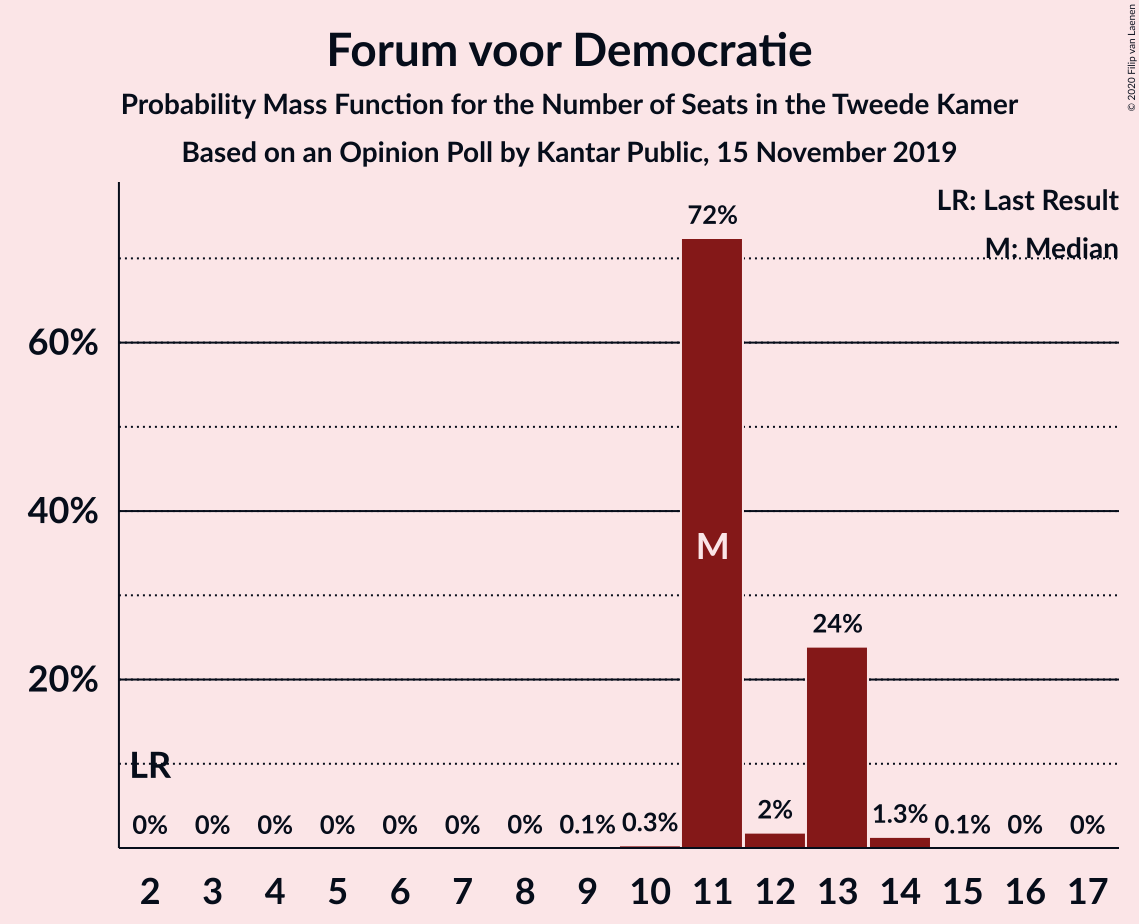 Forum voor Democratie
Probability Mass Function for the Number of Seats in the Tweede Kamer
Based on an Opinion Poll by Kantar Public, 15 November 2019
© 2020 Filip van Laenen
LR: Last Result
M: Median
60%
40%
20%
LR
M
0% 0% 0% 0% 0% 0% 0% 0.1% 0.3% 72% 2% 24% 1.3% 0.1% 0% 0%
2 3 4 5 6 7 8 9 10 11 12 13 14 15 16 17